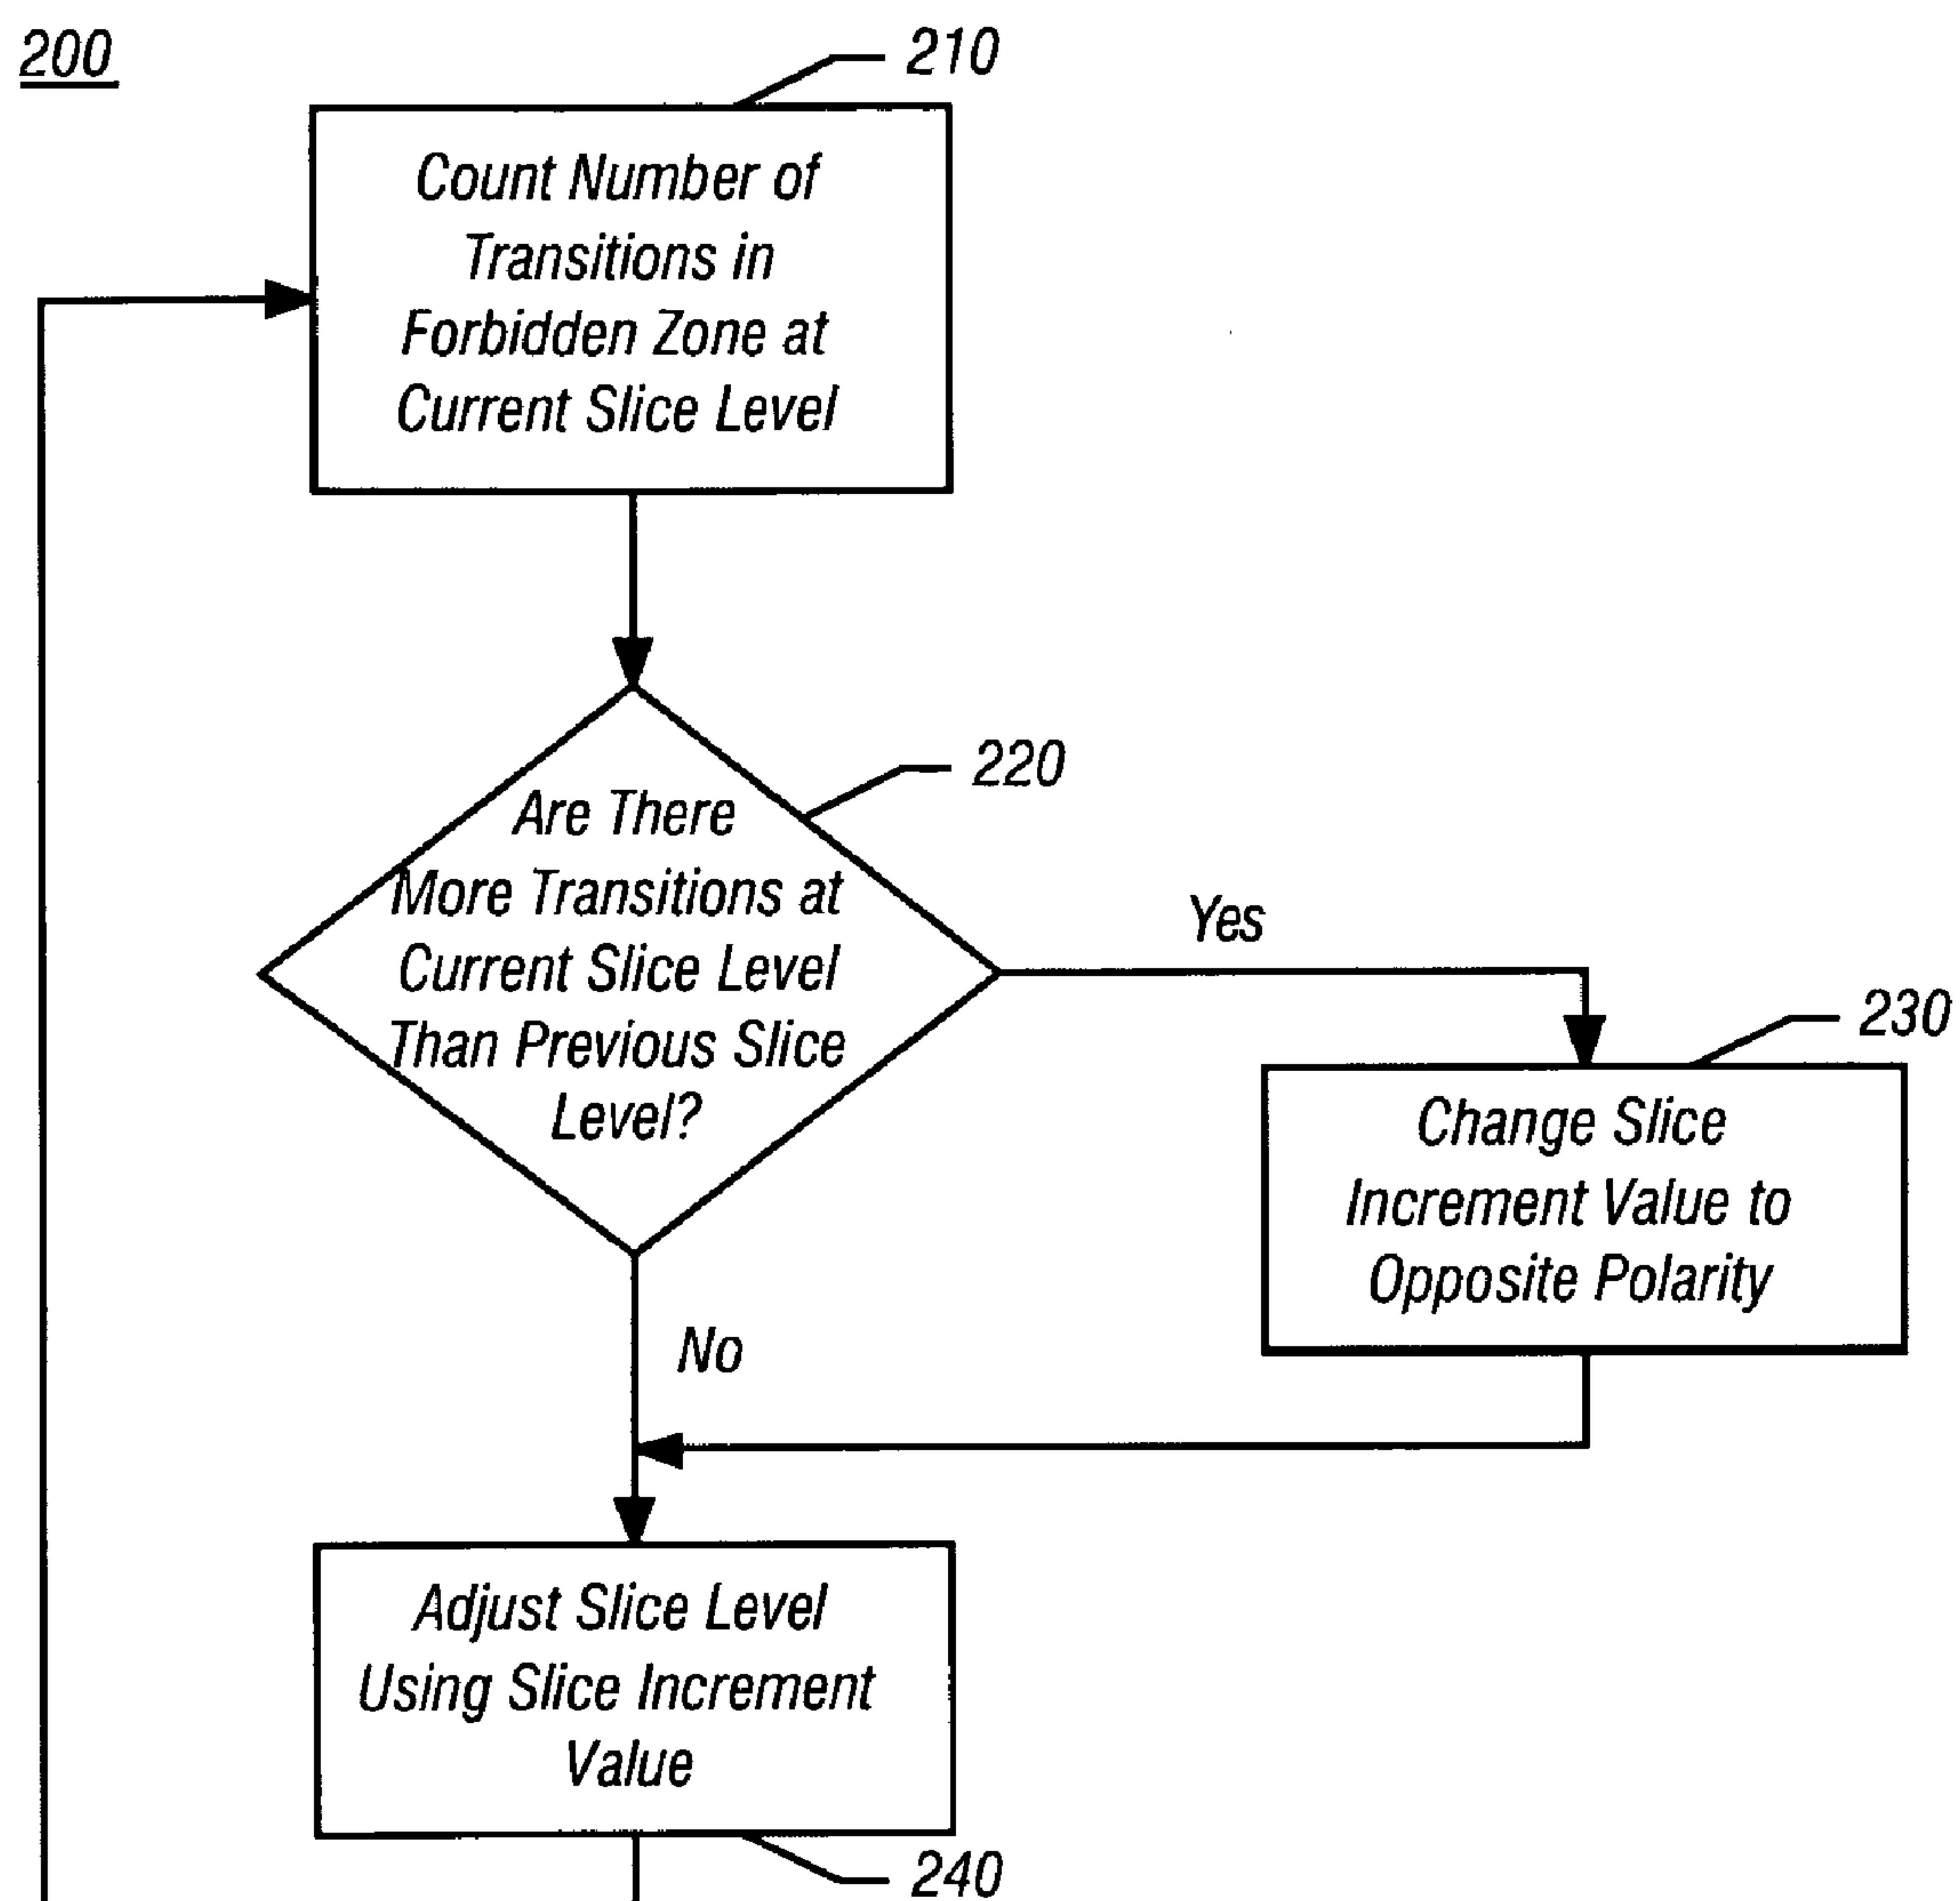 200
210
Count Number of
Transitions in
Forbidden Zone at
Current Slice Level
220
Are There
More Transitions at
Current Slice Level
Than Previous Slice
Level?
Yes
230
Change Slice
Increment Value to
Opposite Polarity
No
Adjust Slice Level
Using Slice Increment
Value
240